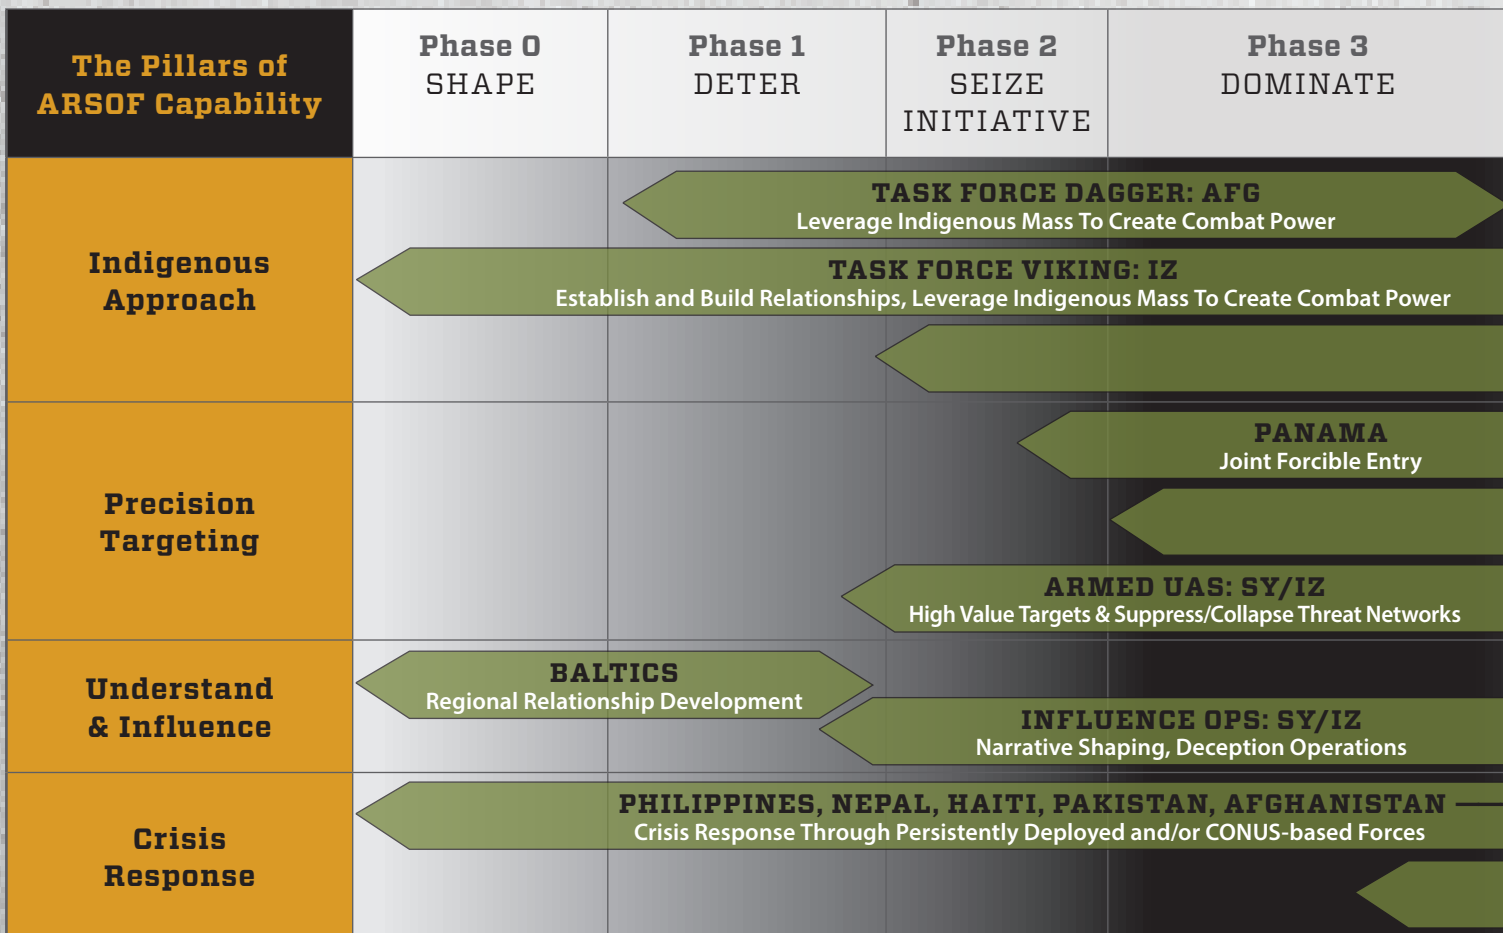 The Pillars of
ARSOF Capability
Phase 0
SHAPE
Phase 1
DETER
Phase 2
SEIZE
INITIATIVE
Phase 3
DOMINATE
Indigenous
Approach
TASK FORCE DAGGER: AFG
Leverage Indigenous Mass To Create Combat Power
TASK FORCE VIKING: IZ
Establish and Build Relationships, Leverage Indigenous Mass To Create Combat Power
Precision
Targeting
PANAMA
Joint Forcible Entry
ARMED UAS: SY/IZ
High Value Targets & Suppress/Collapse Threat Networks
Understand
& Influence
BALTICS
Regional Relationship Development
INFLUENCE OPS: SY/IZ
Narrative Shaping, Deception Operations
Crisis
Response
PHILIPPINES, NEPAL, HAITI, PAKISTAN, AFGHANISTAN —
Crisis Response Through Persistently Deployed and/or CONUS-based Forces